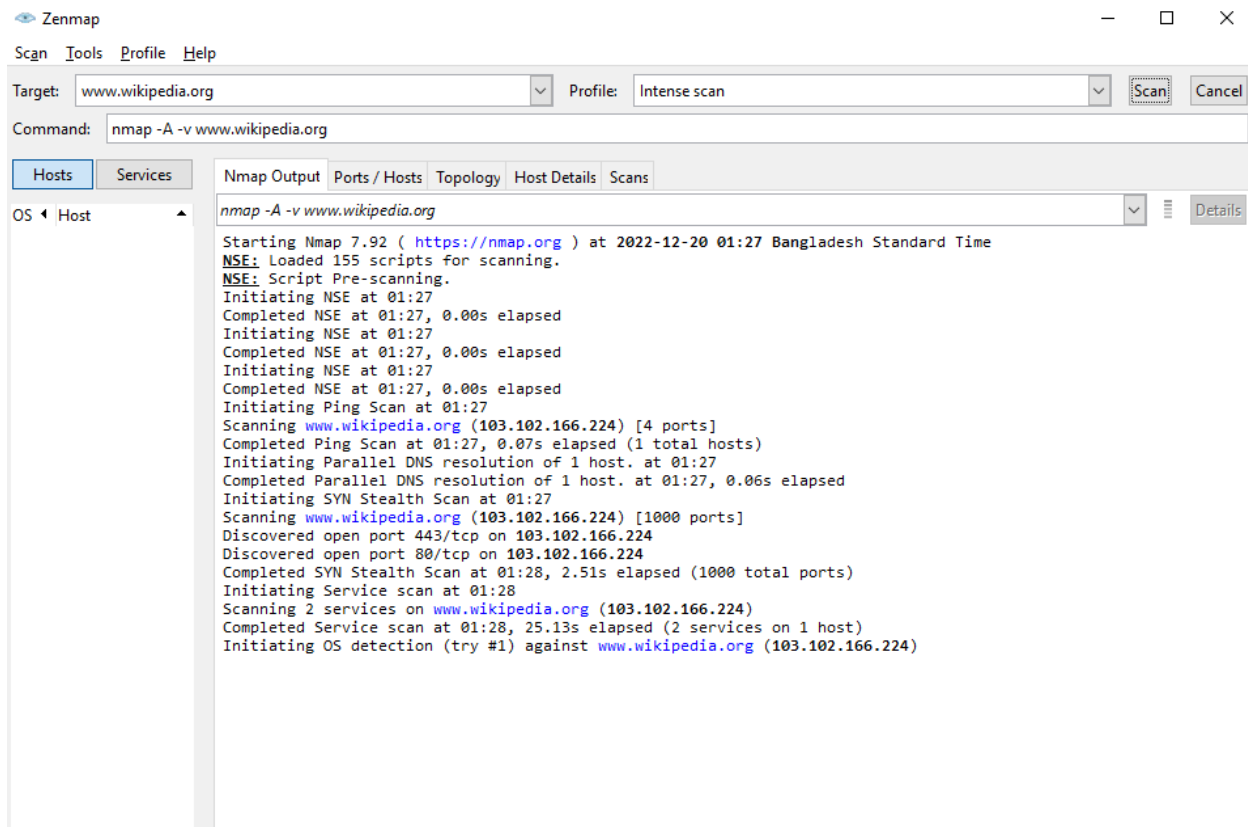 Zenmap
Scan Tools Profile Help
Target: www.wikipedia.org Profile: Intense scan Scan Cancel
Command: nmap -A -v www.wikipedia.org
Hosts Services Nmap Output Ports / Hosts Topology Host Details Scans
OS Host nmap -A -v www.wikipedia.org Details
Starting Nmap 7.92 ( https://nmap.org ) at 2022-12-20 01:27 Bangladesh Standard Time
NSE: Loaded 155 scripts for scanning.
NSE: Script Pre-scanning.
Initiating NSE at 01:27
Completed NSE at 01:27, 0.00s elapsed
Initiating NSE at 01:27
Completed NSE at 01:27, 0.00s elapsed
Initiating NSE at 01:27
Completed NSE at 01:27, 0.00s elapsed
Initiating Ping Scan at 01:27
Scanning www.wikipedia.org (103.102.166.224) [4 ports]
Completed Ping Scan at 01:27, 0.07s elapsed (1 total hosts)
Initiating Parallel DNS resolution of 1 host. at 01:27
Completed Parallel DNS resolution of 1 host. at 01:27, 0.06s elapsed
Initiating SYN Stealth Scan at 01:27
Scanning www.wikipedia.org (103.102.166.224) [1000 ports]
Discovered open port 443/tcp on 103.102.166.224
Discovered open port 80/tcp on 103.102.166.224
Completed SYN Stealth Scan at 01:28, 2.51s elapsed (1000 total ports)
Initiating Service scan at 01:28
Scanning 2 services on www.wikipedia.org (103.102.166.224)
Completed Service scan at 01:28, 25.13s elapsed (2 services on 1 host)
Initiating OS detection (try #1) against www.wikipedia.org (103.102.166.224)